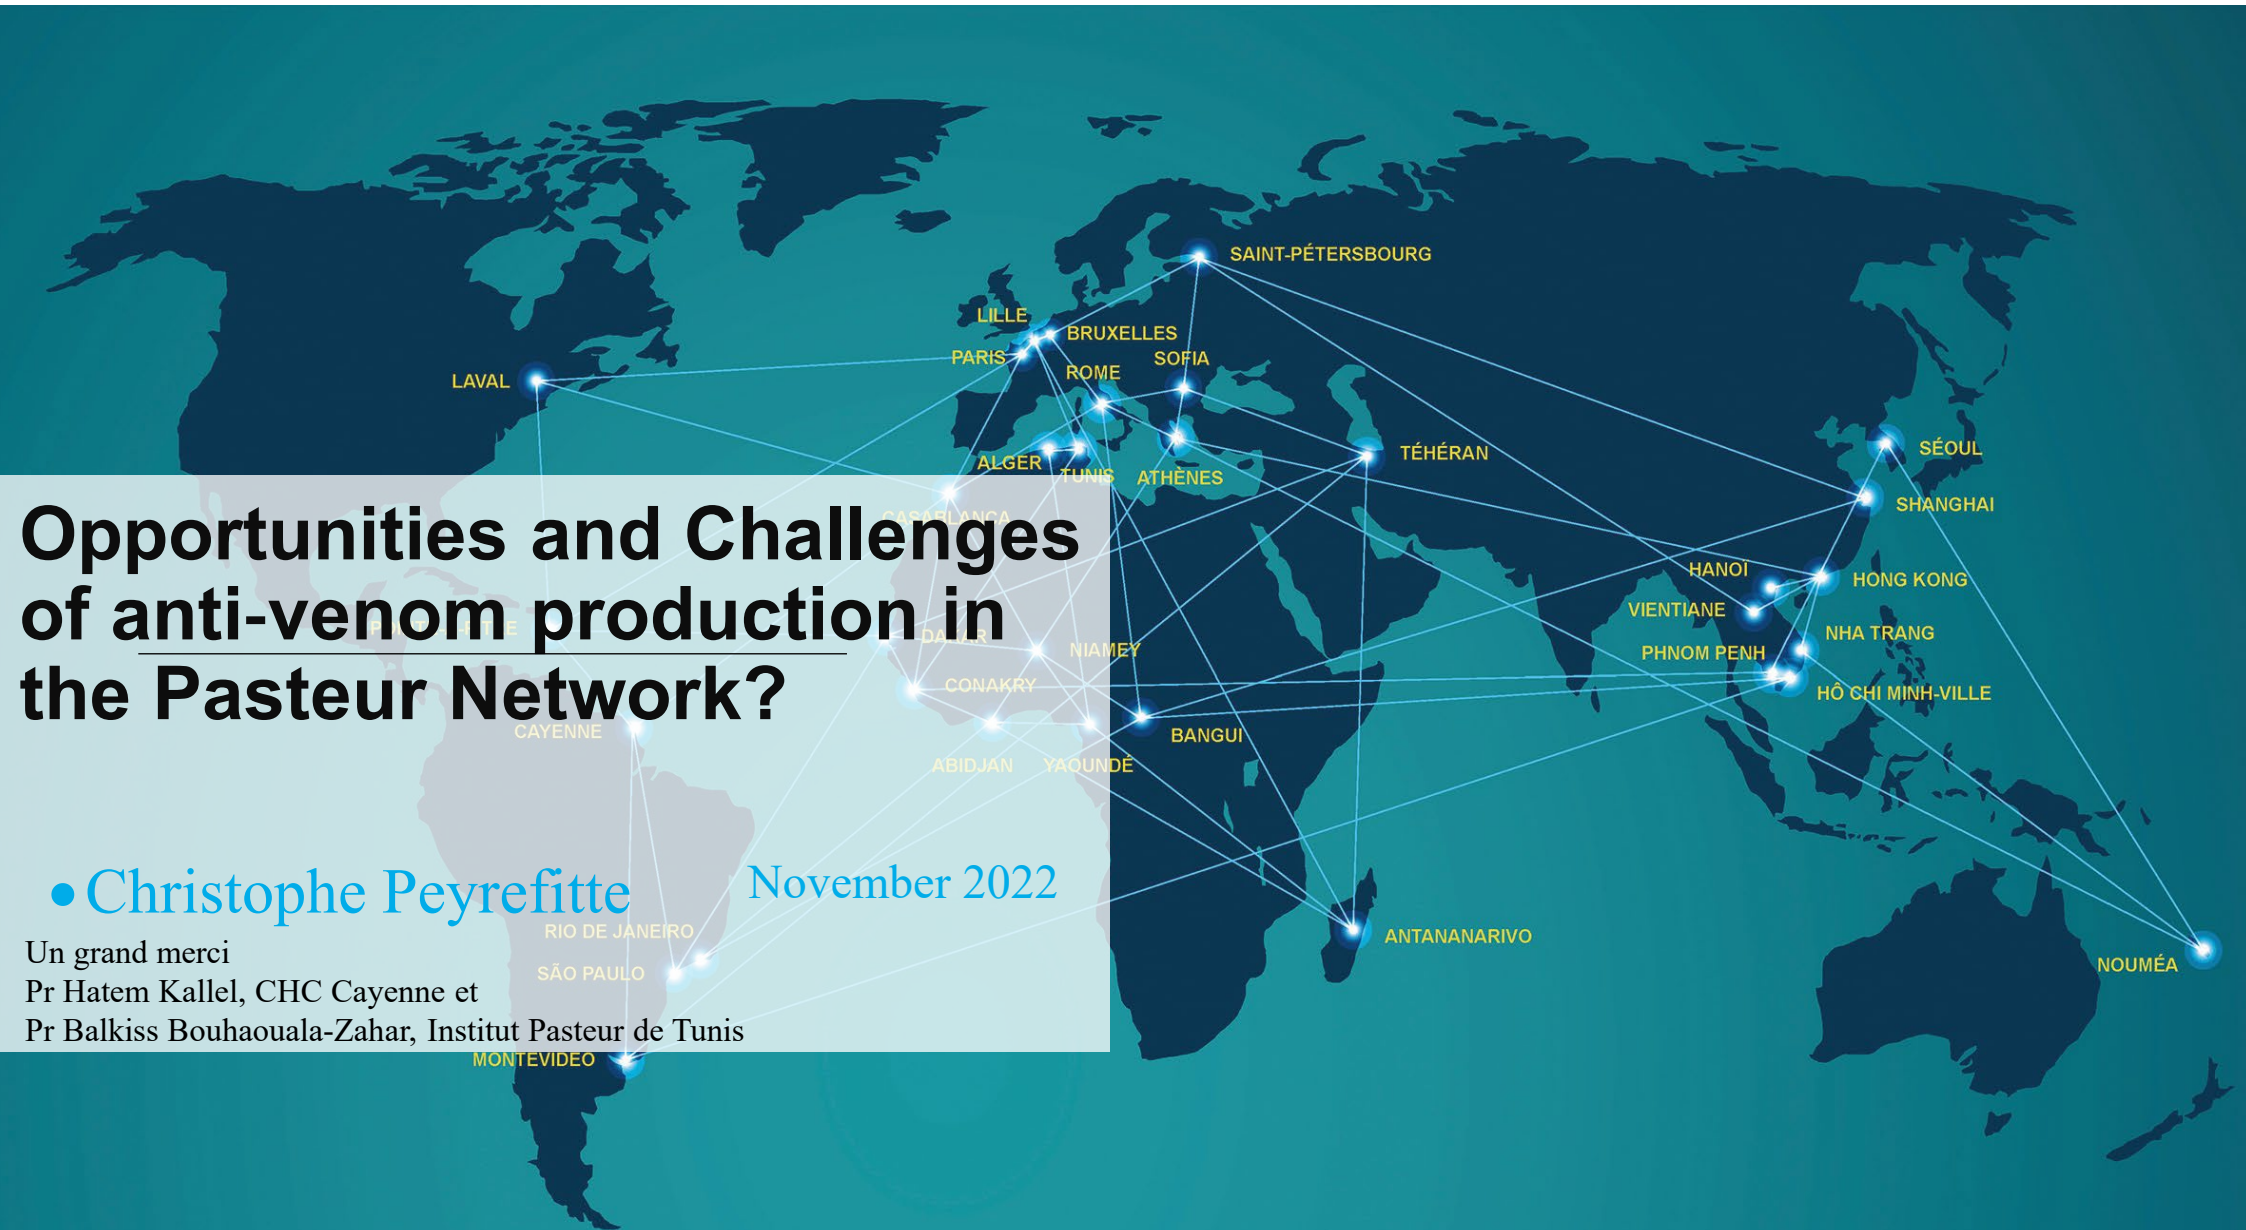 SAINT-PÉTERSBOURG
LILLE
BRUXELLES
PARIS
SOFIA
ROME
LAVAL
ALGER
TUNIS
ATHÈNES
TÉHÉRAN
SÉOUL
SHANGHAI
CASABLANCA
Opportunities and Challenges
of anti-venom production in
the Pasteur Network?
HANOÏ
HONG KONG
VIENTIANE
DAKAR
NIAMEY
NHA TRANG
PHNOM PENH
CONAKRY
HÔ CHI MINH-VILLE
CAYENNE
BANGUI
ABIDJAN
YAOUNDÉ
• Christophe Peyrefitte
November 2022
RIO DE JANEIRO
ANTANANARIVO
Un grand merci
SÃO PAULO
NOUMÉA
Pr Hatem Kallel, CHC Cayenne et
Pr Balkiss Bouhaouala-Zahar, Institut Pasteur de Tunis
MONTEVIDEO